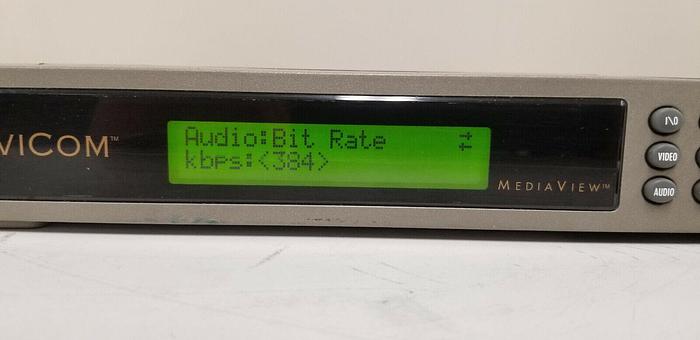 VICOM™
Audio:Bit Rate
kbps:<384>
MEDIAVIEW™
I\O
VIDEO
AUDIO